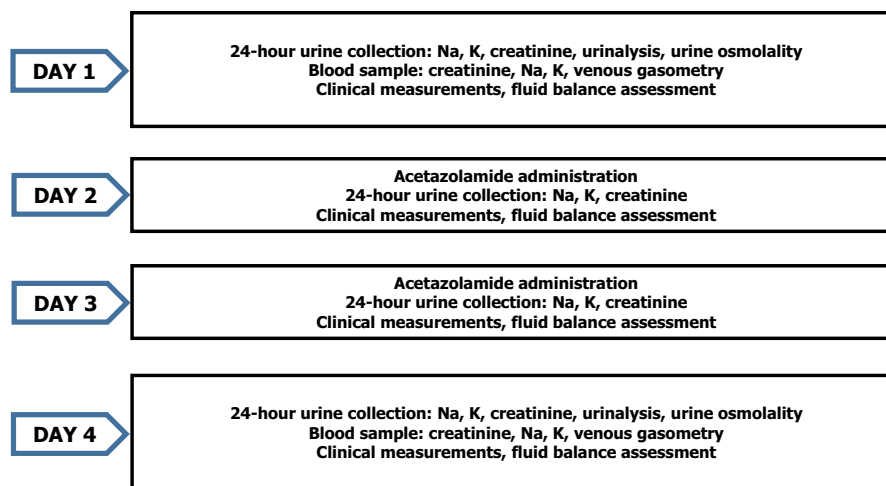 DAY 1
24-hour urine collection: Na, K, creatinine, urinalysis, urine osmolality
Blood sample: creatinine, Na, K, venous gasometry
Clinical measurements, fluid balance assessment
DAY 2
Acetazolamide administration
24-hour urine collection: Na, K, creatinine
Clinical measurements, fluid balance assessment
DAY 3
Acetazolamide administration
24-hour urine collection: Na, K, creatinine
Clinical measurements, fluid balance assessment
DAY 4
24-hour urine collection: Na, K, creatinine, urinalysis, urine osmolality
Blood sample: creatinine, Na, K, venous gasometry
Clinical measurements, fluid balance assessment